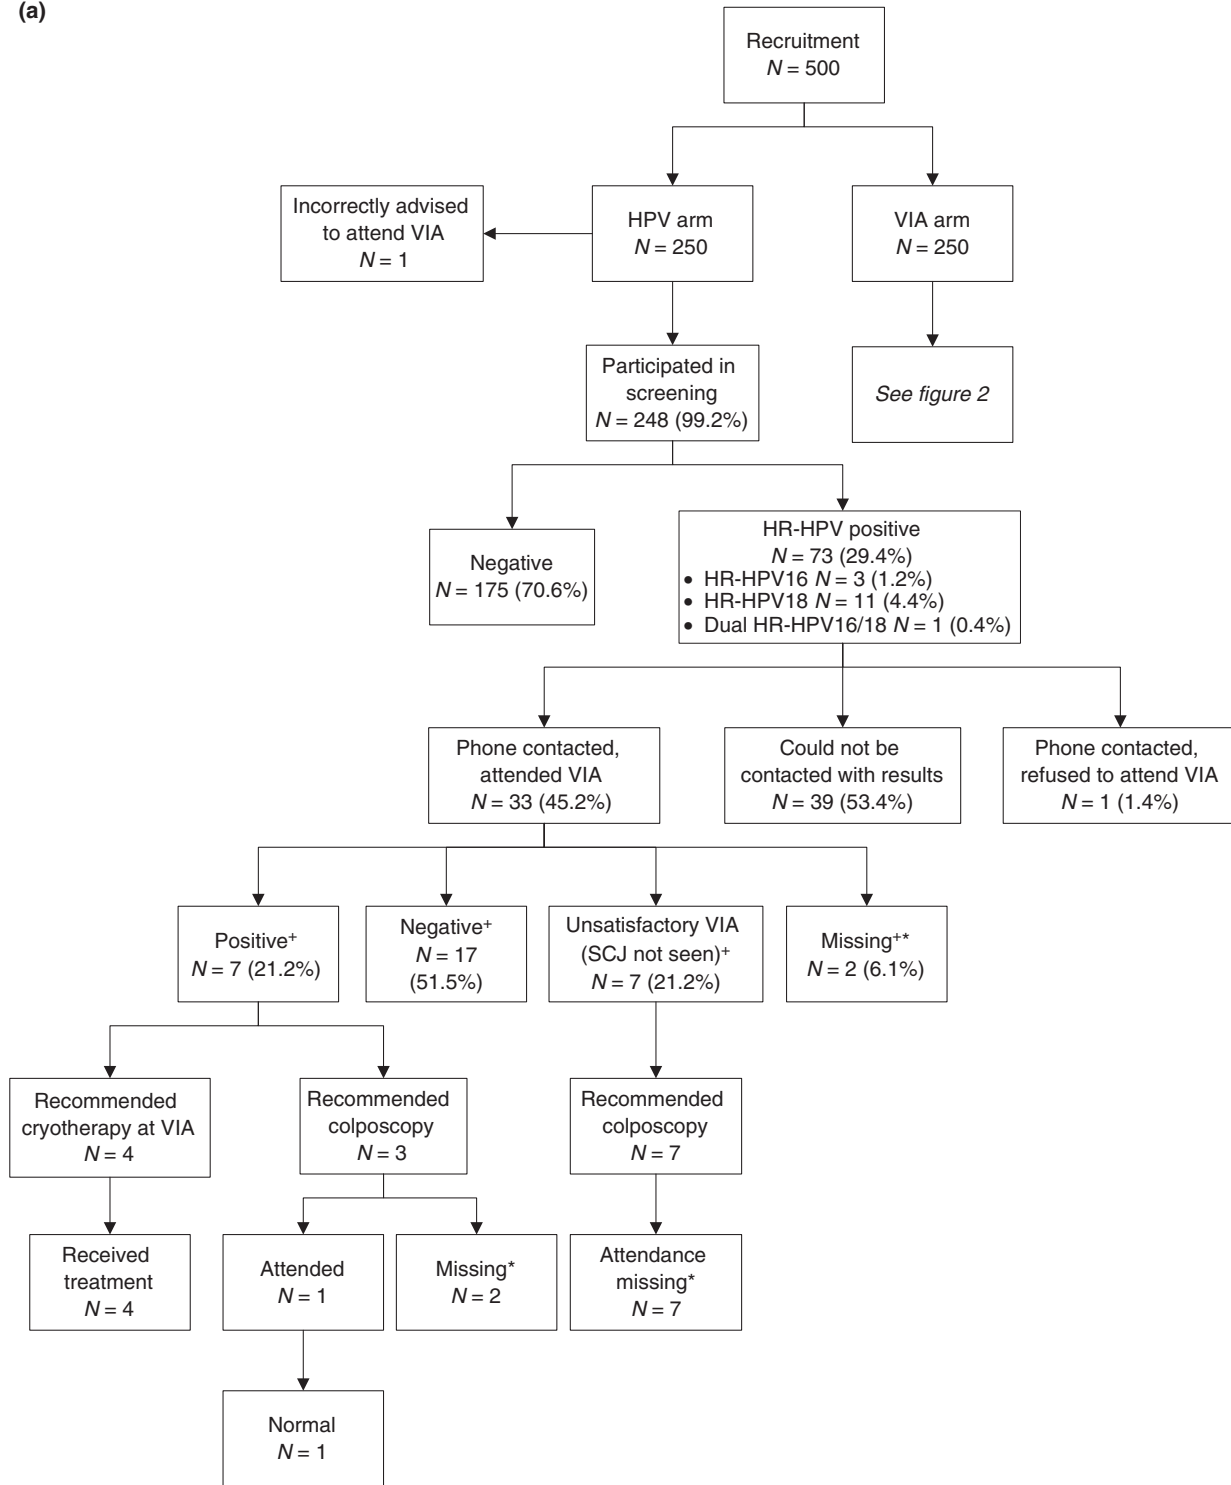 (a)
Recruitment
N = 500
Incorrectly advised
to attend VIA
N = 1
HPV arm
N = 250
VIA arm
N = 250
Participated in
screening
N = 248 (99.2%)
See figure 2
Negative
N = 175 (70.6%)
HR-HPV positive
N = 73 (29.4%)
• HR-HPV16 N = 3 (1.2%)
• HR-HPV18 N = 11 (4.4%)
• Dual HR-HPV16/18 N = 1 (0.4%)
Phone contacted,
attended VIA
N = 33 (45.2%)
Could not be
contacted with results
N = 39 (53.4%)
Phone contacted,
refused to attend VIA
N = 1 (1.4%)
Positive+
N = 7 (21.2%)
Negative+
N = 17
(51.5%)
Unsatisfactory VIA
(SCJ not seen)+
N = 7 (21.2%)
Missing+*
N = 2 (6.1%)
Recommended
cryotherapy at VIA
N = 4
Recommended
colposcopy
N = 3
Recommended
colposcopy
N = 7
Received
treatment
N = 4
Attended
N = 1
Missing*
N = 2
Attendance
missing*
N = 7
Normal
N = 1